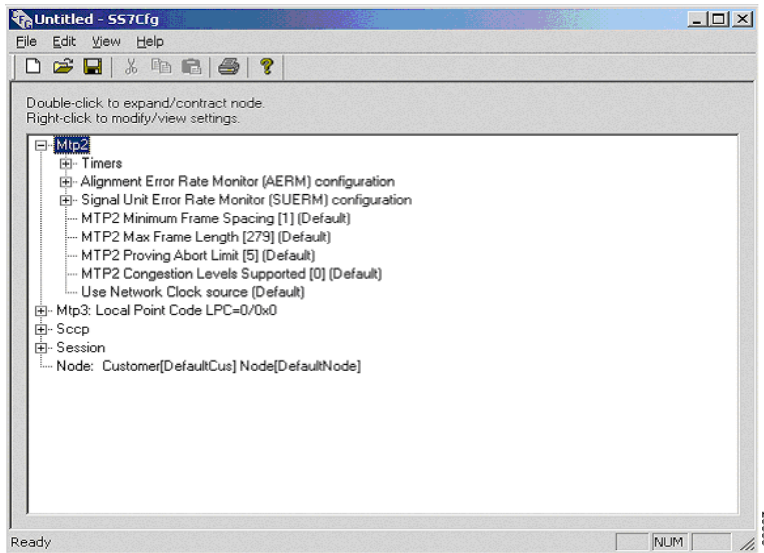 Untitled - SS7Cfg
File Edit View Help
Double-click to expand/contract node.
Right-click to modify/view settings.
Mtp2
Timers
Alignment Error Rate Monitor (AERM) configuration
Signal Unit Error Rate Monitor (SUERM) configuration
MTP2 Minimum Frame Spacing [1] (Default)
MTP2 Max Frame Length [279] (Default)
MTP2 Proving Abort Limit [5] (Default)
MTP2 Congestion Levels Supported [0] (Default)
Use Network Clock source (Default)
Mtp3: Local Point Code LPC=0/0x0
Sccp
Session
Node: Customer[DefaultCus] Node[DefaultNode]
Ready NUM